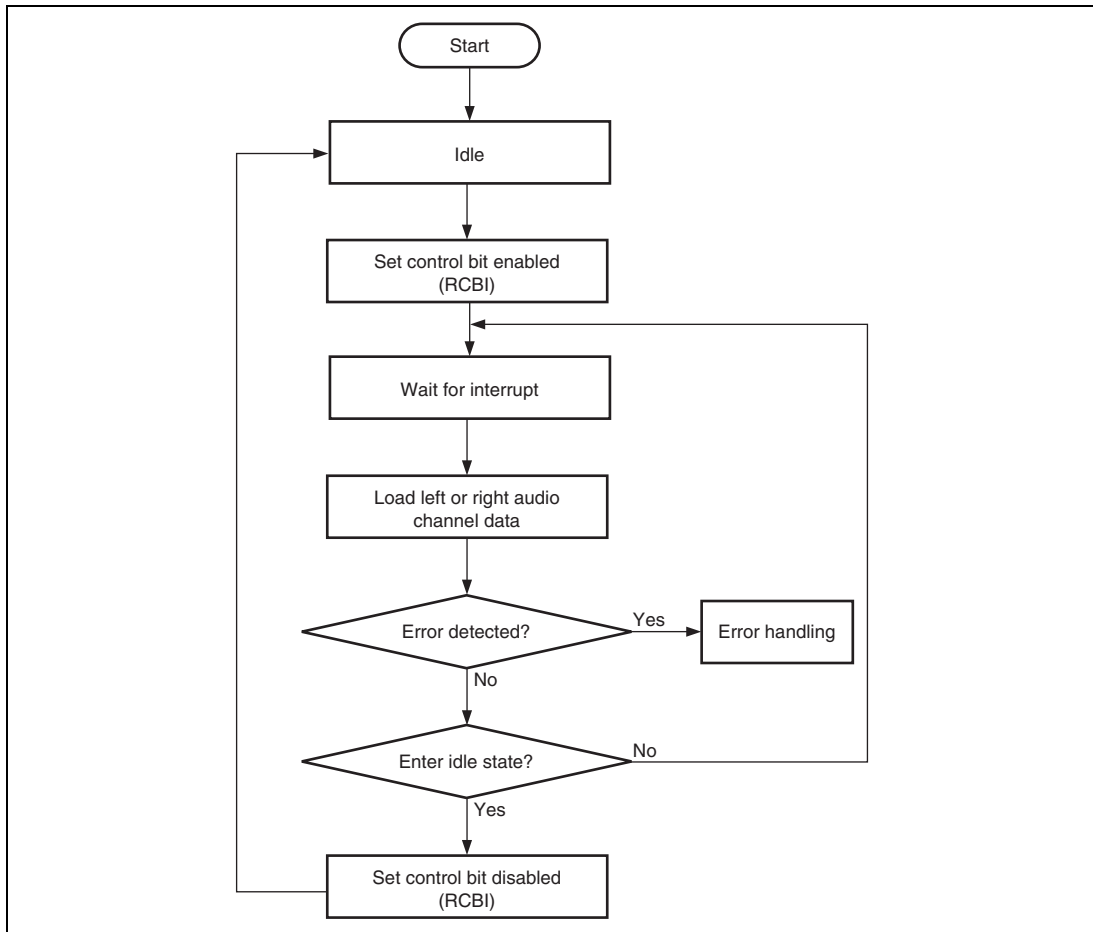 Start
Idle
Set control bit enabled
(RCBI)
Wait for interrupt
Load left or right audio
channel data
Error detected?
Yes
Error handling
No
Enter idle state?
No
Yes
Set control bit disabled
(RCBI)